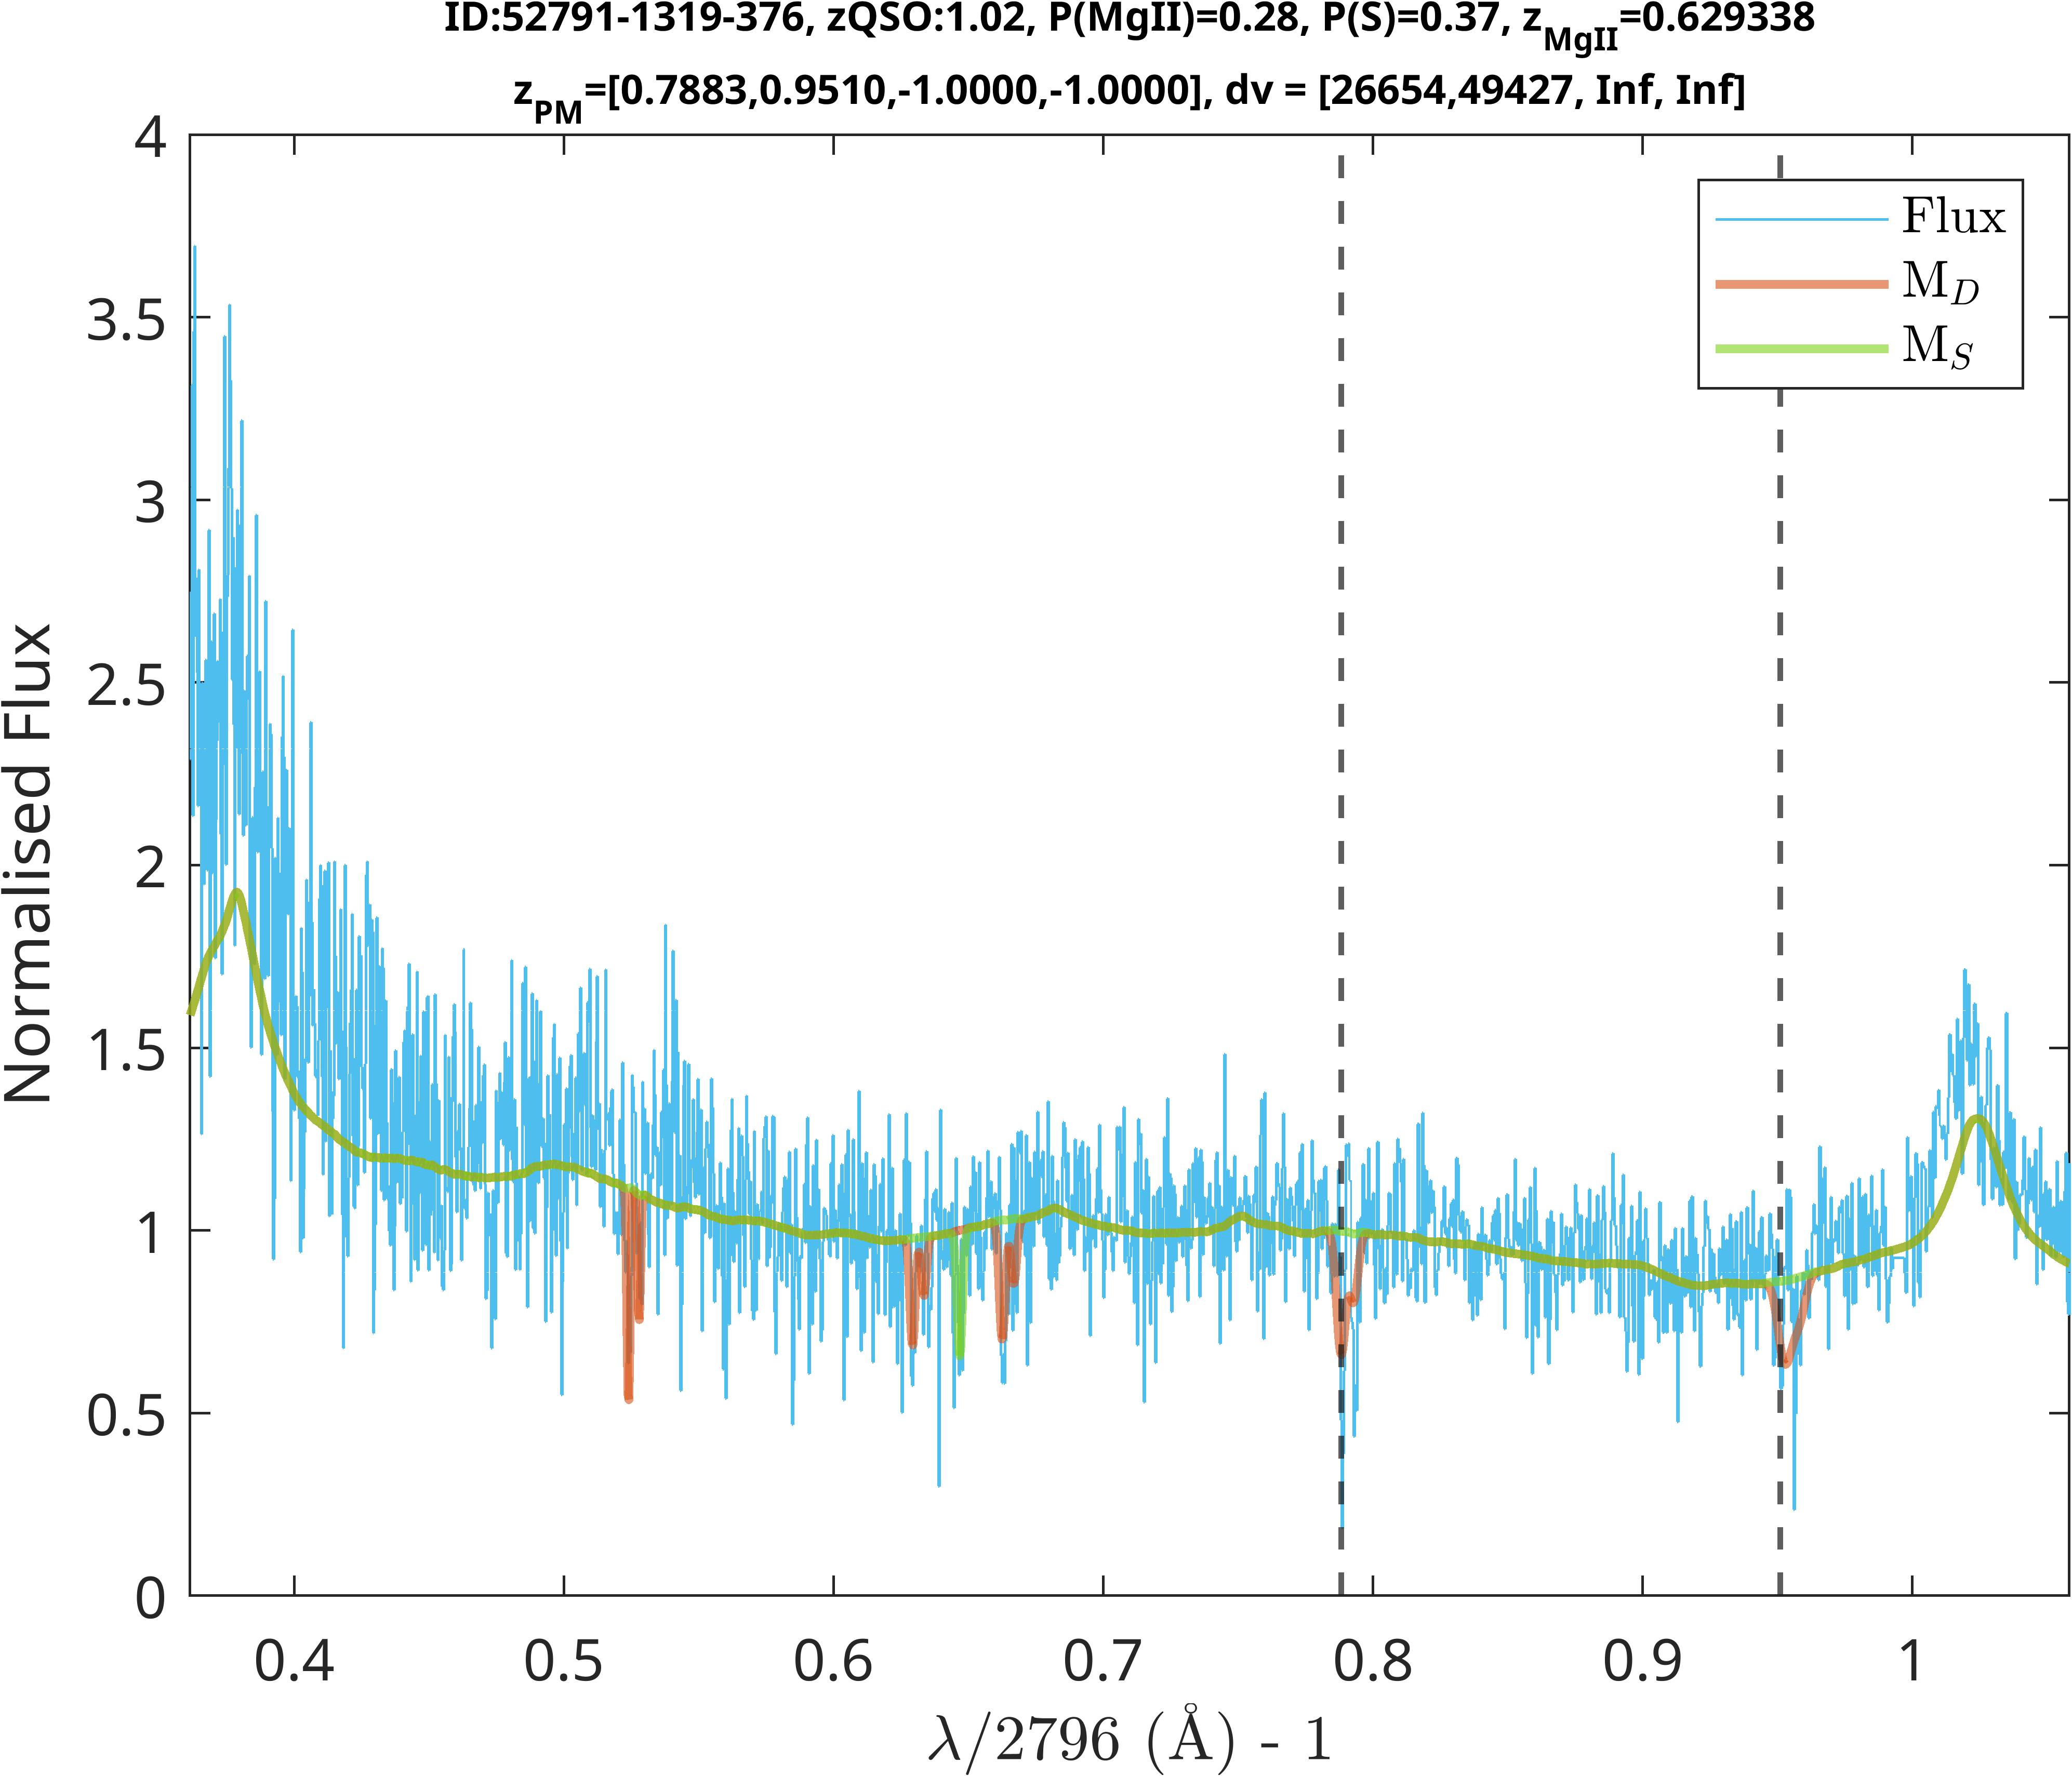 ID:52791-1319-376, zQSO:1.02, P(MgII)=0.28, P(S)=0.37, zMgII=0.629338
zPM=[0.7883,0.9510,-1.0000,-1.0000], dv = [26654,49427, Inf, Inf]
4
3.5
3
2.5
2
1.5
1
0.5
0
Normalised Flux
Flux
MD
MS
0.4
0.5
0.6
0.7
0.8
0.9
1
λ/2796 (Å) - 1